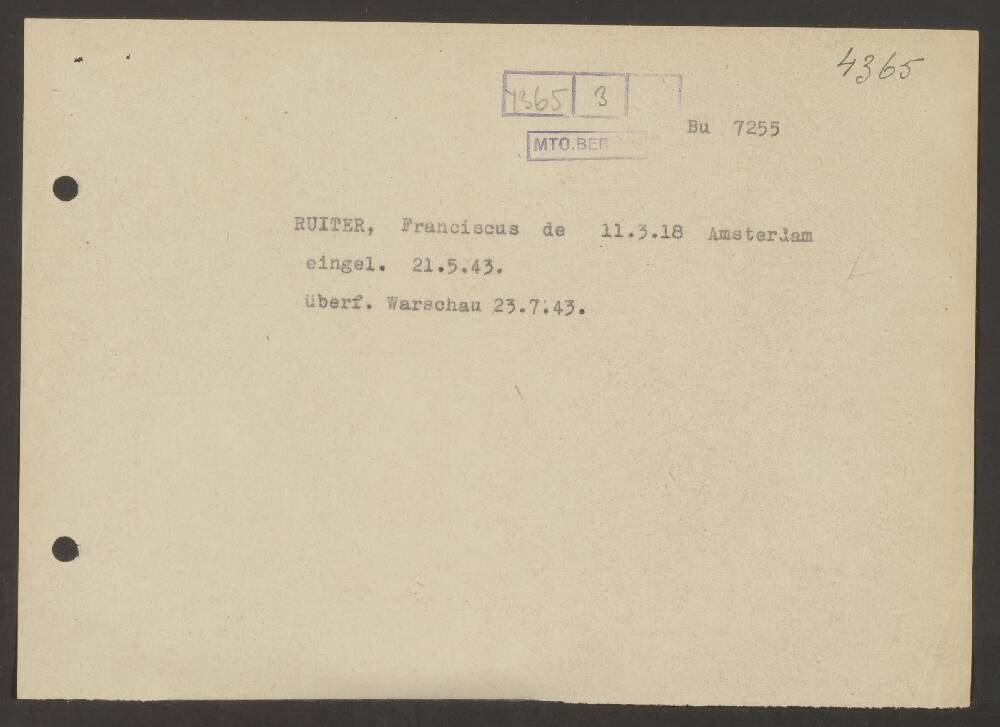 4365
4365 3
Bu 7255
MTO.BER
RUITER, Franciscus de 11.3.18 Amsterdam
eingel. 21.5.43.
überf. Warschau 23.7.43.